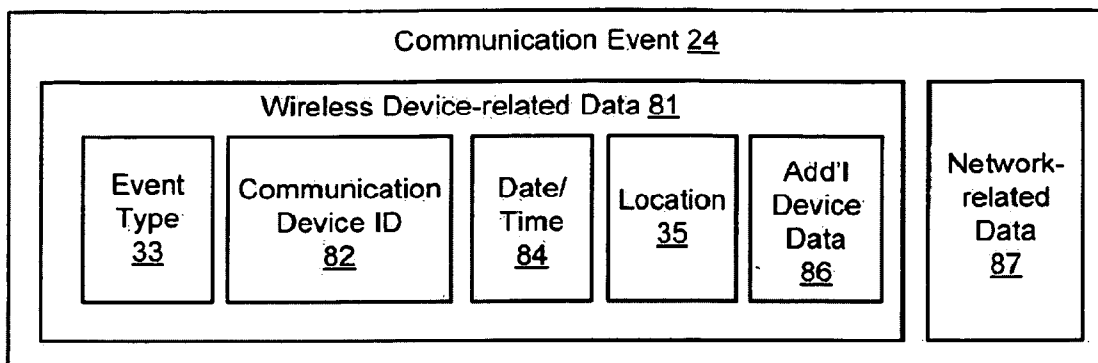 Communication Event 24
Wireless Device-related Data 81
Event
Type
33
Communication
Device ID
82
Date/
Time
84
Location
35
Add'l
Device
Data
86
Network-
related
Data
87